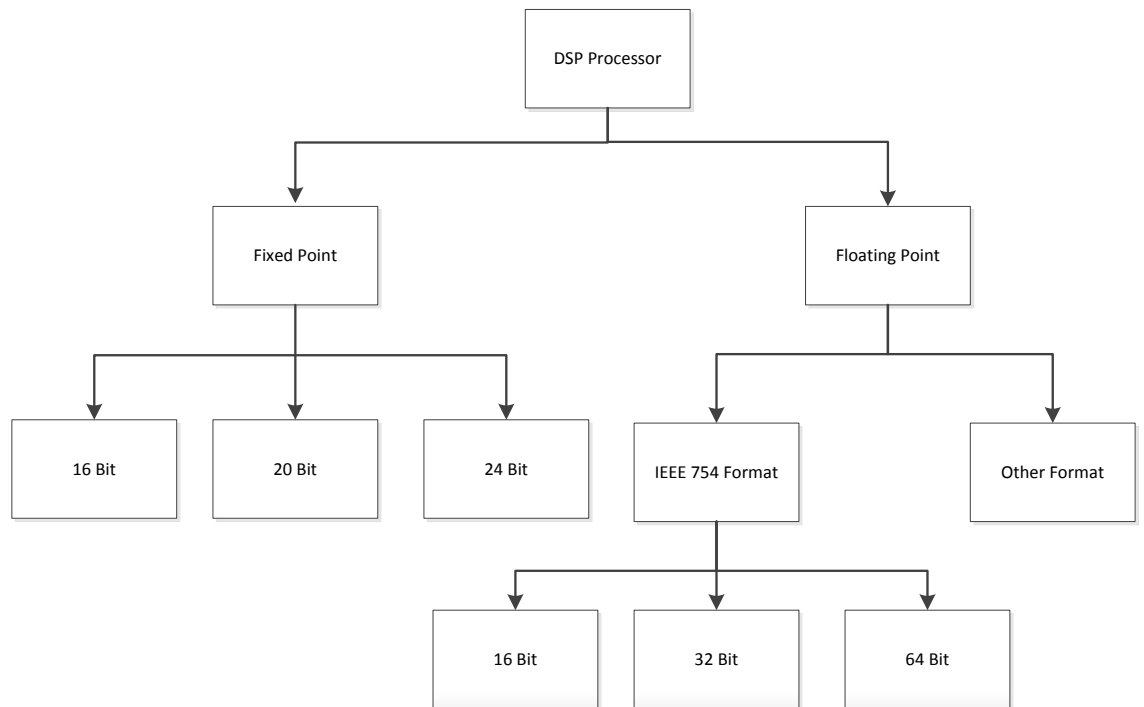 DSP Processor
Fixed Point
Floating Point
16 Bit
20 Bit
24 Bit
IEEE 754 Format
Other Format
16 Bit
32 Bit
64 Bit